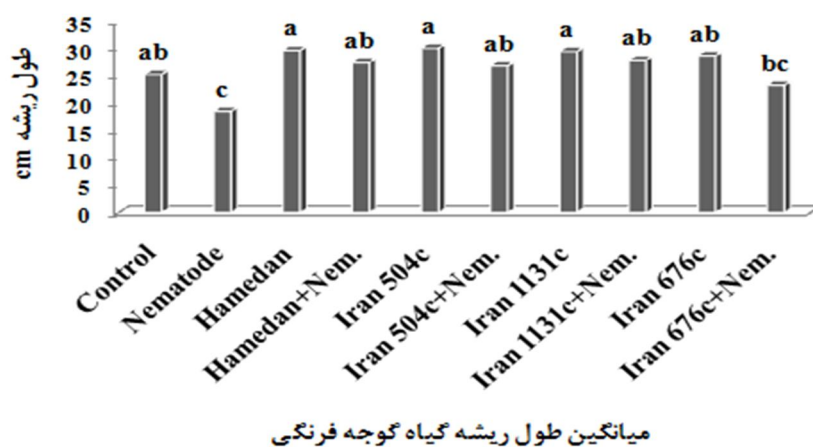 طول ریشه cm
35
30
25
20
15
10
5
0
ab
c
a
ab
a
ab
a
ab
ab
bc
Control
Nematode
Hamedan
Hamedan+Nem.
Iran 504c
Iran 504c+Nem.
Iran 1131c
Iran 1131c+Nem.
Iran 676c
Iran 676c+Nem.
میانگین طول ریشه گیاه گوجه فرنگی